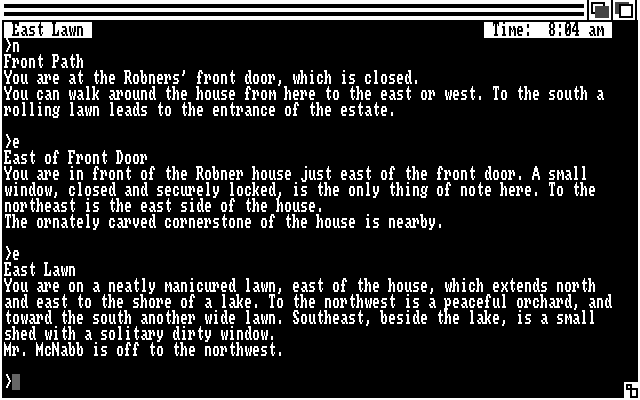 East Lawn Time: 8:04 am
>n
Front Path
You are at the Robners' front door, which is closed.
You can walk around the house from here to the east or west. To the south a
rolling lawn leads to the entrance of the estate.
>e
East of Front Door
You are in front of the Robner house just east of the front door. A small
window, closed and securely locked, is the only thing of note here. To the
northeast is the east side of the house.
The ornately carved cornerstone of the house is nearby.
>e
East Lawn
You are on a neatly manicured lawn, east of the house, which extends north
and east to the shore of a lake. To the northwest is a peaceful orchard, and
toward the south another wide lawn. Southeast, beside the lake, is a small
shed with a solitary dirty window.
Mr. McNabb is off to the northwest.
>